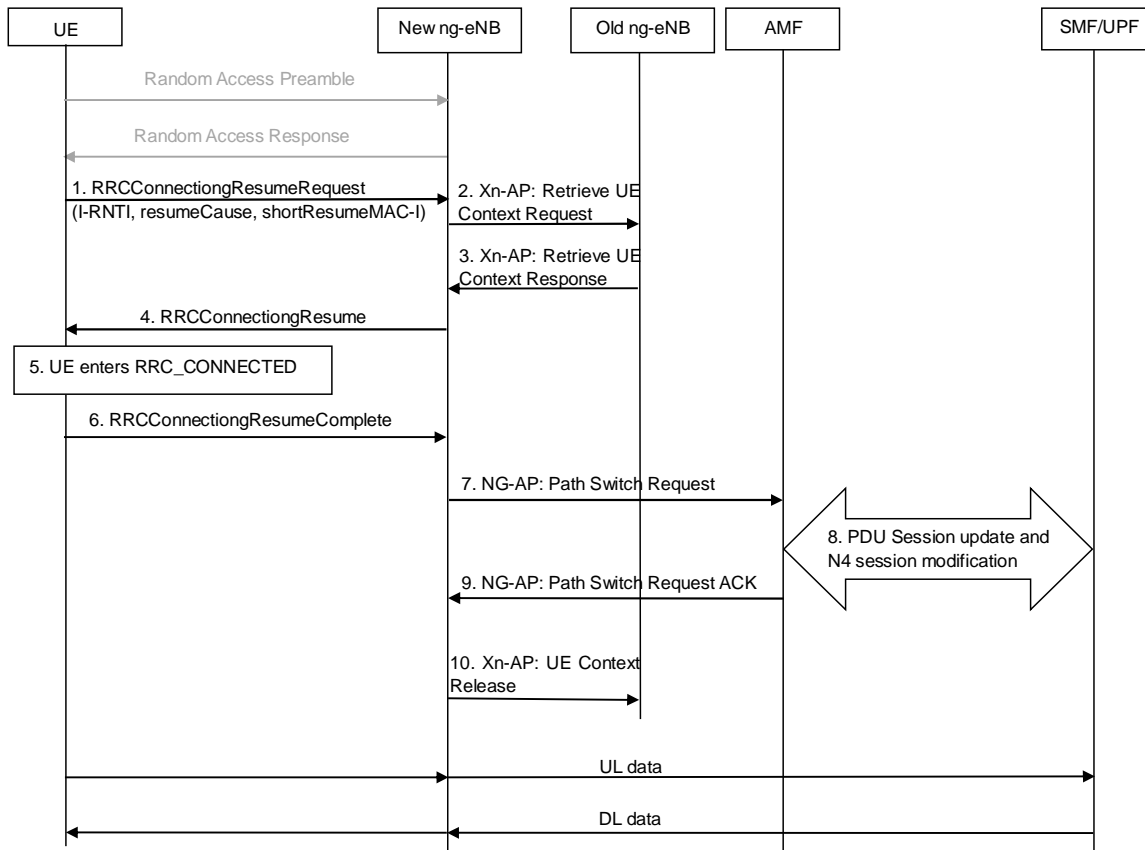 UE
New ng-eNB
Old ng-eNB
AMF
SMF/UPF
Random Access Preamble
Random Access Response
1. RRCConnectiongResumeRequest
(I-RNTI, resumeCause, shortResumeMAC-I)
2. Xn-AP: Retrieve UE
Context Request
3. Xn-AP: Retrieve UE
Context Response
4. RRCConnectiongResume
5. UE enters RRC_CONNECTED
6. RRCConnectiongResumeComplete
7. NG-AP: Path Switch Request
8. PDU Session update and
N4 session modification
9. NG-AP: Path Switch Request ACK
10. Xn-AP: UE Context
Release
UL data
DL data